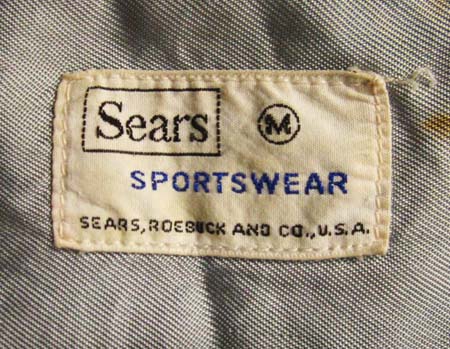 Sears M
SPORTSWEAR
SEARS, ROEBUCK AND CO., U.S.A.